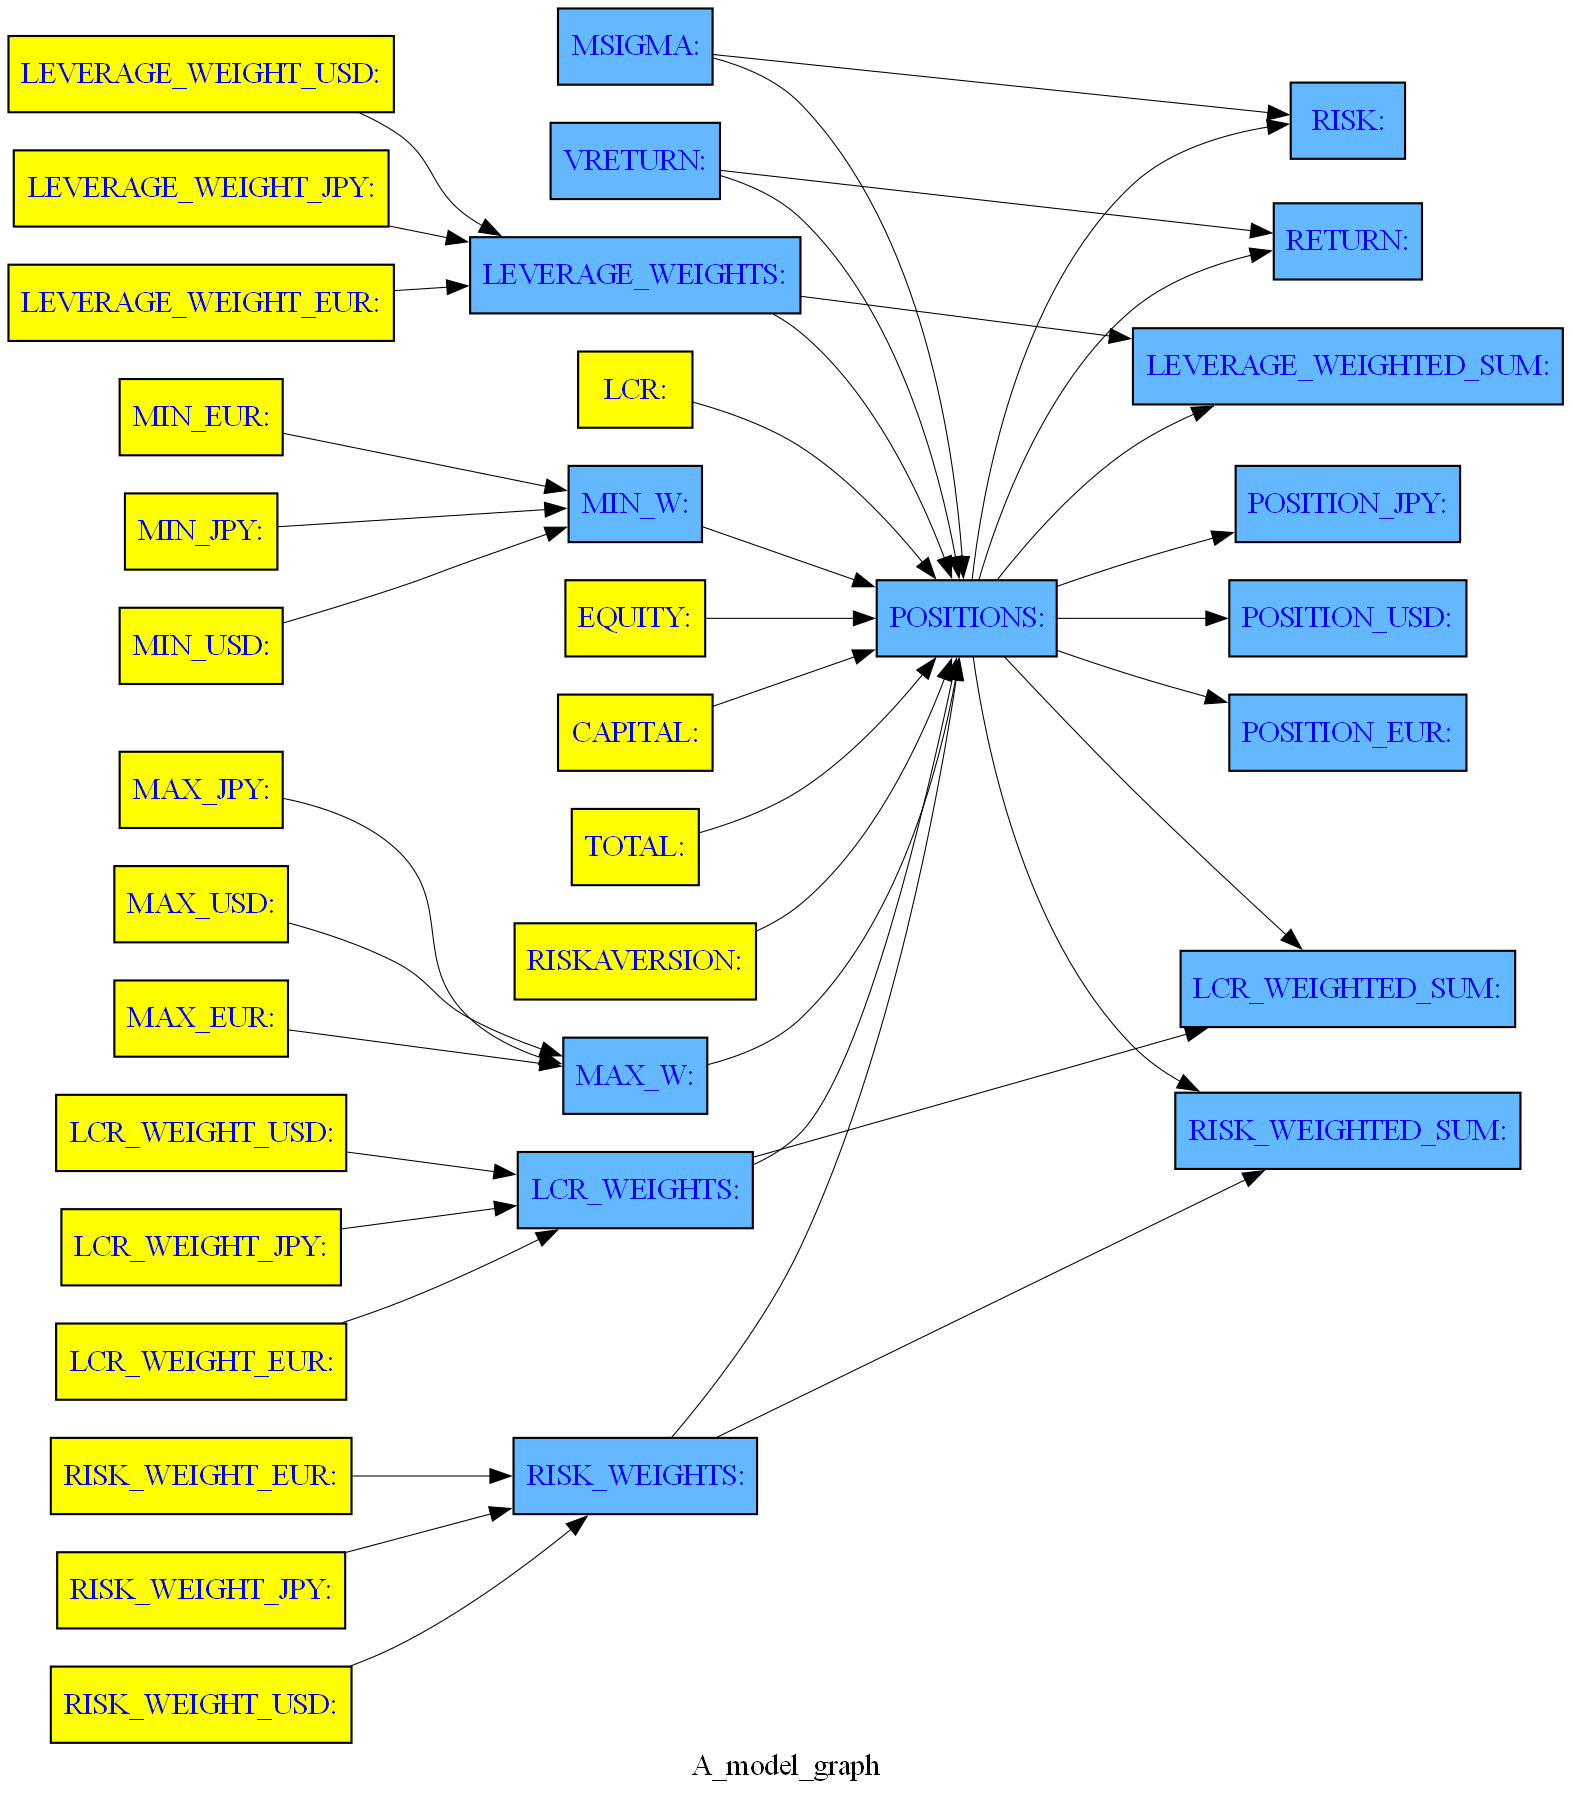 LEVERAGE_WEIGHT_USD:
LEVERAGE_WEIGHT_JPY:
LEVERAGE_WEIGHT_EUR:
MIN_EUR:
MIN_JPY:
MIN_USD:
MAX_JPY:
MAX_USD:
MAX_EUR:
LCR_WEIGHT_USD:
LCR_WEIGHT_JPY:
LCR_WEIGHT_EUR:
RISK_WEIGHT_EUR:
RISK_WEIGHT_JPY:
RISK_WEIGHT_USD:
MSIGMA:
VRETURN:
LEVERAGE_WEIGHTS:
LCR:
MIN_W:
EQUITY:
CAPITAL:
TOTAL:
RISKAVERSION:
MAX_W:
LCR_WEIGHTS:
RISK_WEIGHTS:
POSITIONS:
RISK:
RETURN:
LEVERAGE_WEIGHTED_SUM:
POSITION_JPY:
POSITION_USD:
POSITION_EUR:
LCR_WEIGHTED_SUM:
RISK_WEIGHTED_SUM:
A_model_graph